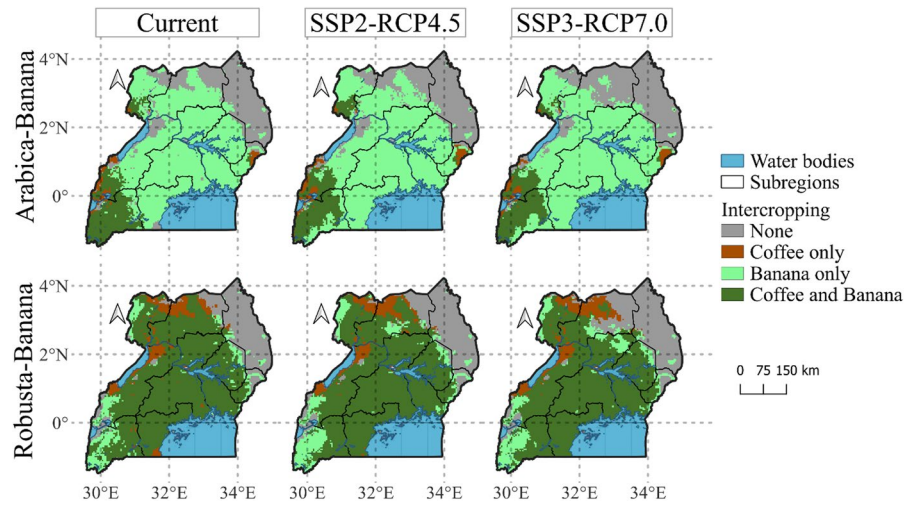 Current SSP2-RCP4.5 SSP3-RCP7.0
Arabica-Banana
4°N
2°N
0°
Water bodies
Subregions
Intercropping
None
Coffee only
Banana only
Coffee and Banana
Robusta-Banana
4°N
2°N
0°
0 75 150 km
30°E 32°E 34°E 30°E 32°E 34°E 30°E 32°E 34°E